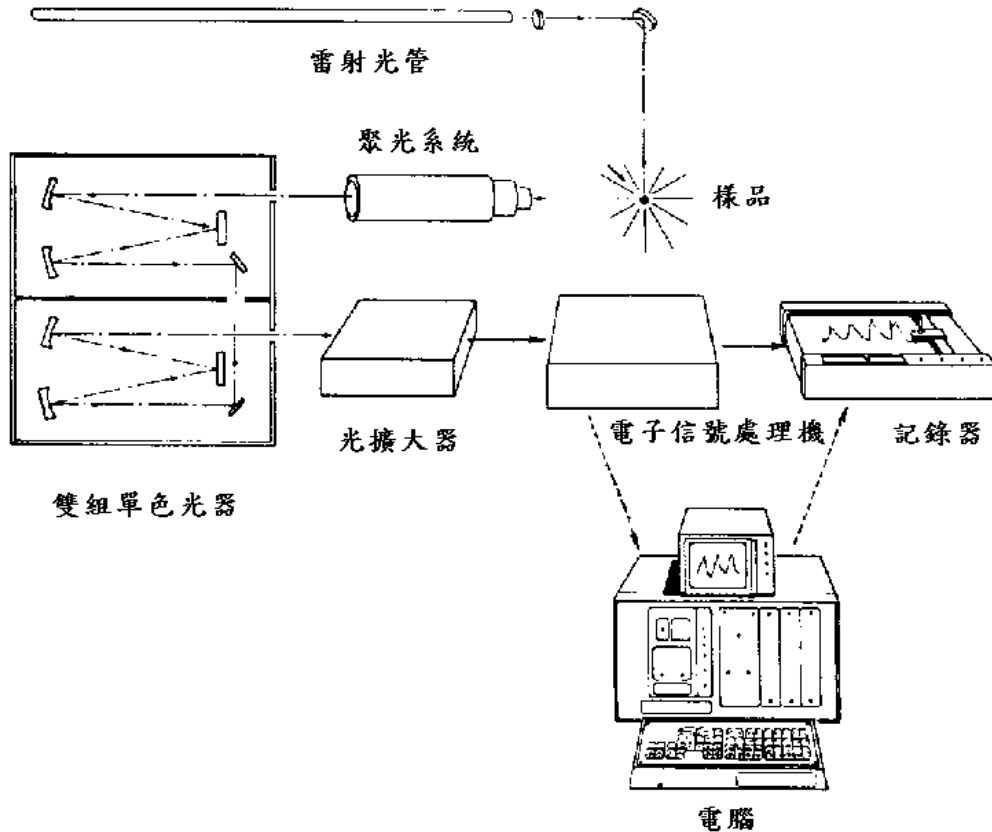 雷射光管
聚光系統
樣品
光擴大器
電子信號處理機
記錄器
雙組單色光器
電腦